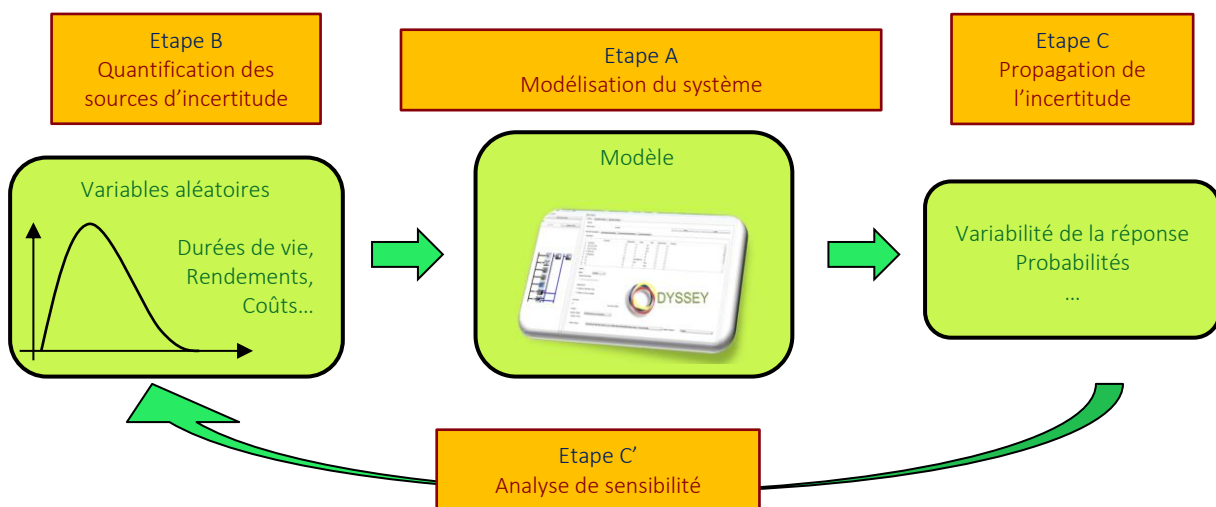 Etape B
Quantification des
sources d'incertitude
Etape A
Modélisation du système
Etape C
Propagation de
l'incertitude
Variables aléatoires
Durées de vie,
Rendements,
Coûts…
Modèle
ODYSSEY
Variabilité de la réponse
Probabilités
…
Etape C'
Analyse de sensibilité